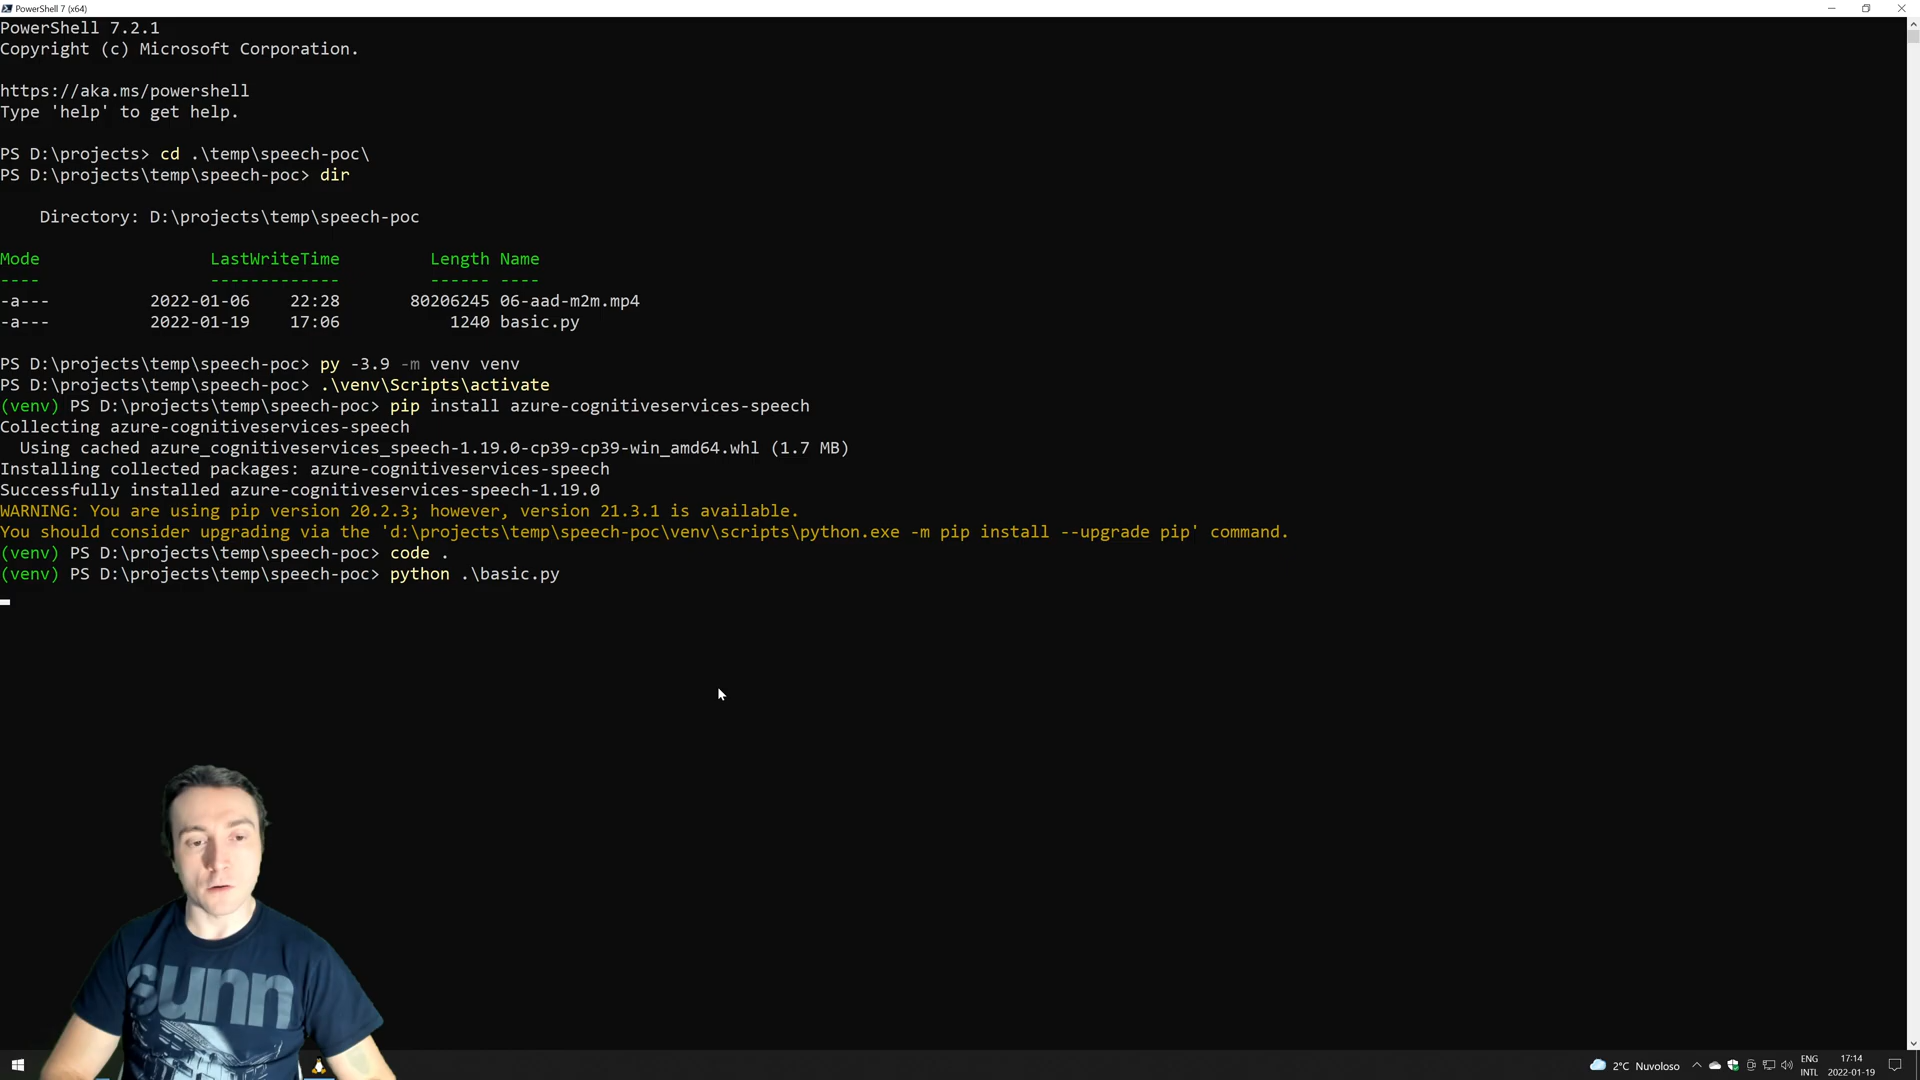 PowerShell 7 (x64)
PowerShell 7.2.1
Copyright (c) Microsoft Corporation.
https://aka.ms/powershell
Type 'help' to get help.
PS D:\projects> cd .\temp\speech-poc\
PS D:\projects\temp\speech-poc> dir
Directory: D:\projects\temp\speech-poc
Mode                 LastWriteTime         Length Name
----                 -------------         ------ ----
-a---          2022-01-06    22:28       80206245 06-aad-m2m.mp4
-a---          2022-01-19    17:06           1240 basic.py
PS D:\projects\temp\speech-poc> py -3.9 -m venv venv
PS D:\projects\temp\speech-poc> .\venv\Scripts\activate
(venv) PS D:\projects\temp\speech-poc> pip install azure-cognitiveservices-speech
Collecting azure-cognitiveservices-speech
  Using cached azure_cognitiveservices_speech-1.19.0-cp39-cp39-win_amd64.whl (1.7 MB)
Installing collected packages: azure-cognitiveservices-speech
Successfully installed azure-cognitiveservices-speech-1.19.0
WARNING: You are using pip version 20.2.3; however, version 21.3.1 is available.
You should consider upgrading via the 'd:\projects\temp\speech-poc\venv\scripts\python.exe -m pip install --upgrade pip' command.
(venv) PS D:\projects\temp\speech-poc> code .
(venv) PS D:\projects\temp\speech-poc> python .\basic.py
sunn
2°C Nuvoloso
ENG
INTL
17:14
2022-01-19